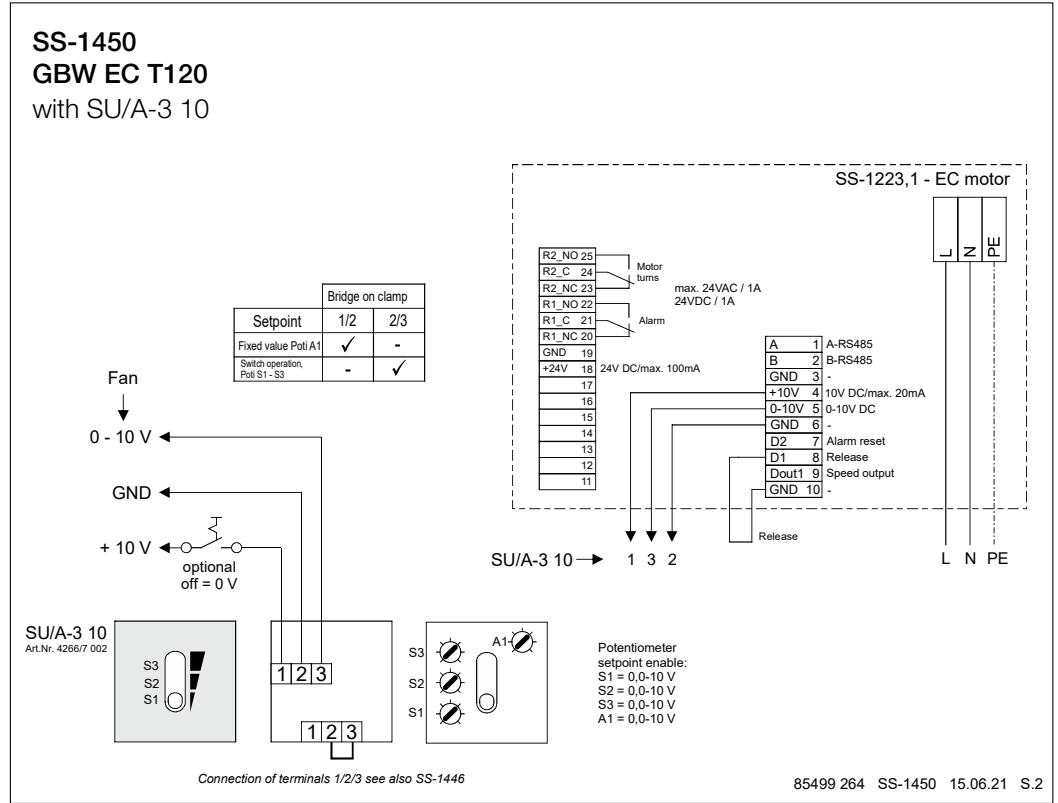 SS-1450
GBW EC T120
with SU/A-3 10
SS-1223,1 - EC motor
L
N
PE
R2_NO 25
R2_C 24
R2_NC 23
R1_NO 22
R1_C 21
R1_NC 20
GND 19
+24V 18 24V DC/max. 100mA
17
16
15
14
13
12
11
Motor
turns
max. 24VAC / 1A
24VDC / 1A
Alarm
A 1 A-RS485
B 2 B-RS485
GND 3 -
+10V 4 10V DC/max. 20mA
0-10V 5 0-10V DC
GND 6 -
D2 7 Alarm reset
D1 8 Release
Dout1 9 Speed output
GND 10 -
Release
SU/A-3 10 1 3 2
L N PE
Bridge on clamp
Setpoint 1/2 2/3
Fixed value Poti A1 ✓ -
Switch operation,
Poti S1 - S3 - ✓
Fan
0 - 10 V
GND
+ 10 V
optional
off = 0 V
SU/A-3 10
Art.Nr. 4266/7 002
S3
S2
S1
1 2 3
1 2 3
S3
S2
S1
A1
Potentiometer
setpoint enable:
S1 = 0,0-10 V
S2 = 0,0-10 V
S3 = 0,0-10 V
A1 = 0,0-10 V
Connection of terminals 1/2/3 see also SS-1446
85499 264 SS-1450 15.06.21 S.2